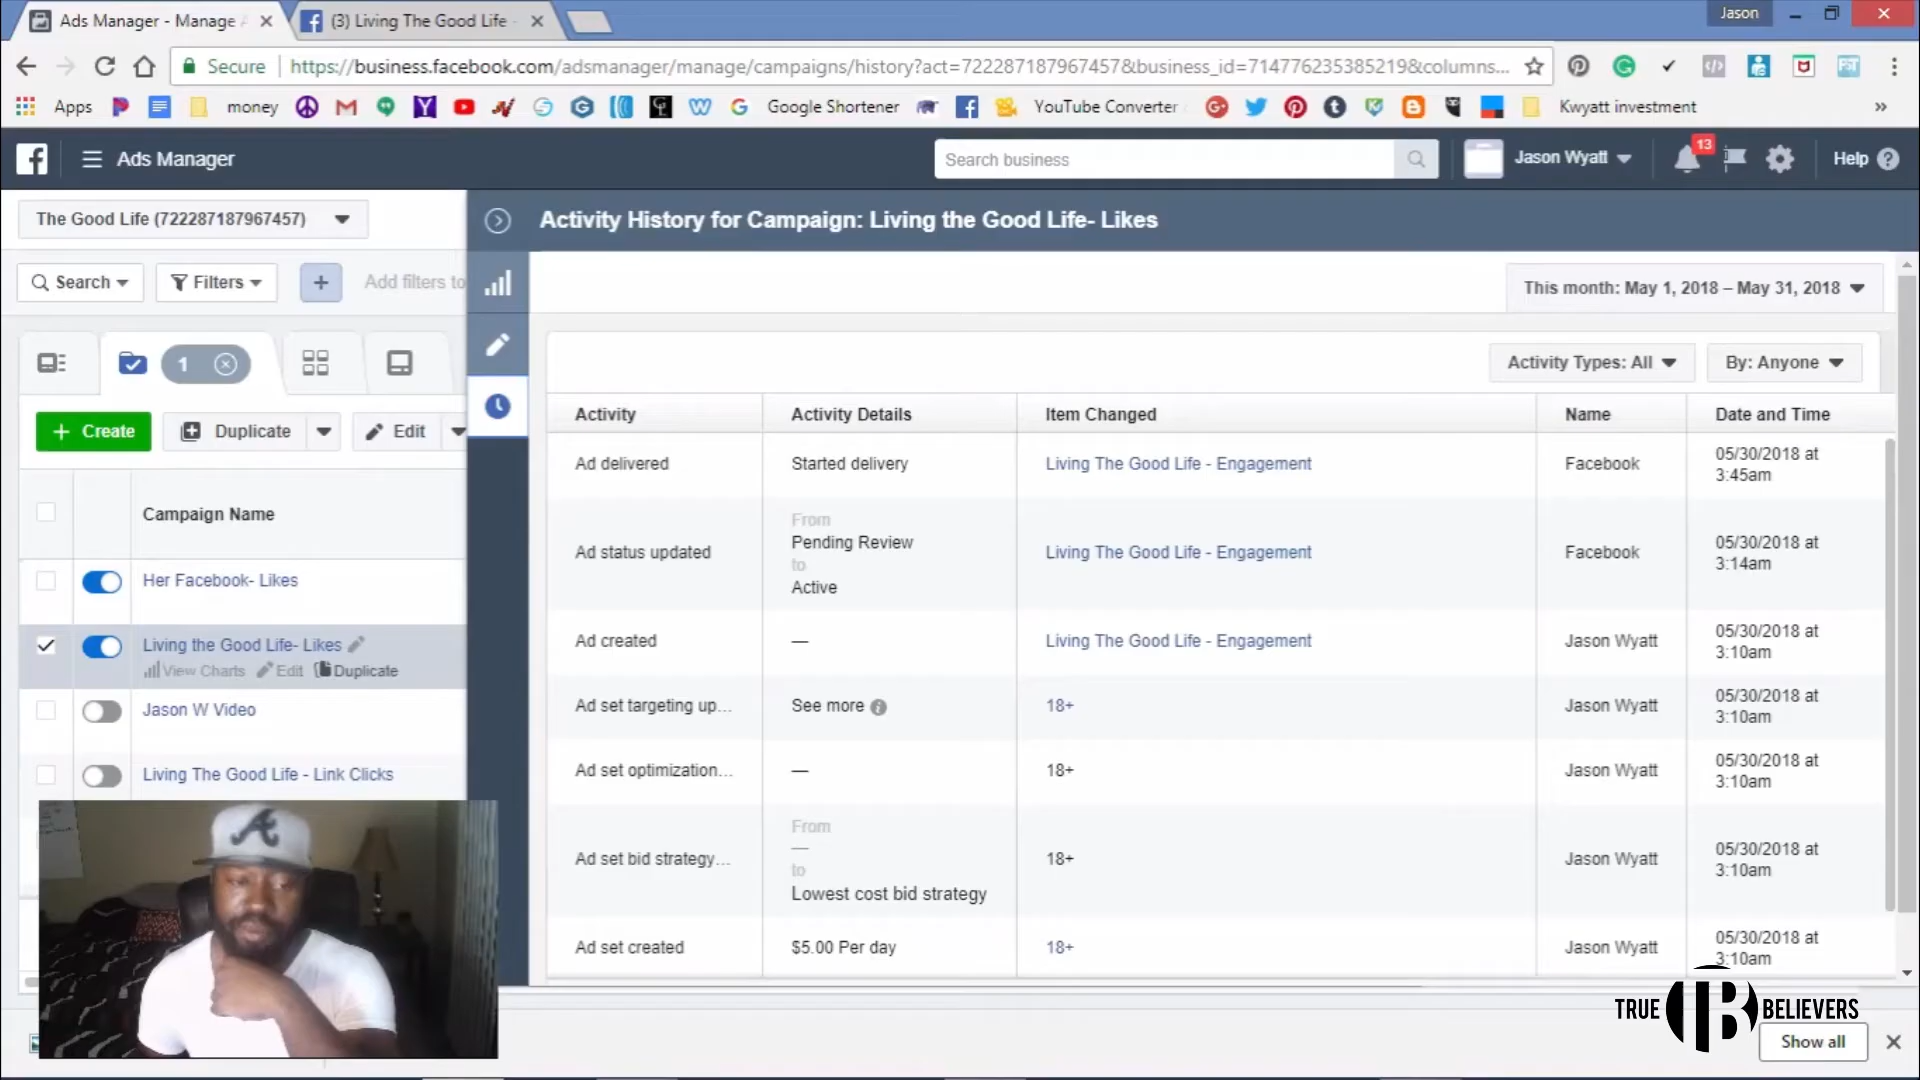 Ads Manager - Manage A
(3) Living The Good Life -
Jason
Secure
https://business.facebook.com/adsmanager/manage/campaigns/history?act=722287187967457&business_id=714776235385219&columns...
Apps
money
Google Shortener
YouTube Converter
Kwyatt investment
»
Ads Manager
Search business
Jason Wyatt
13
Help
The Good Life (722287187967457)
Activity History for Campaign: Living the Good Life- Likes
Search
Filters
+
Add filters to
This month: May 1, 2018 – May 31, 2018
1
Activity Types: All
By: Anyone
+ Create
Duplicate
Edit
Activity Activity Details Item Changed Name Date and Time
Ad delivered Started delivery Living The Good Life - Engagement Facebook 05/30/2018 at
3:45am
Campaign Name
Ad status updated From
Pending Review
to
Active
Living The Good Life - Engagement Facebook 05/30/2018 at
3:14am
Her Facebook- Likes
Ad created — Living The Good Life - Engagement Jason Wyatt 05/30/2018 at
3:10am
Living the Good Life- Likes
View Charts Edit Duplicate
Ad set targeting up... See more 18+ Jason Wyatt 05/30/2018 at
3:10am
Jason W Video
Ad set optimization... — 18+ Jason Wyatt 05/30/2018 at
3:10am
Living The Good Life - Link Clicks
Ad set bid strategy... From
—
to
Lowest cost bid strategy
18+ Jason Wyatt 05/30/2018 at
3:10am
Ad set created $5.00 Per day 18+ Jason Wyatt 05/30/2018 at
3:10am
TRUE B BELIEVERS
Show all